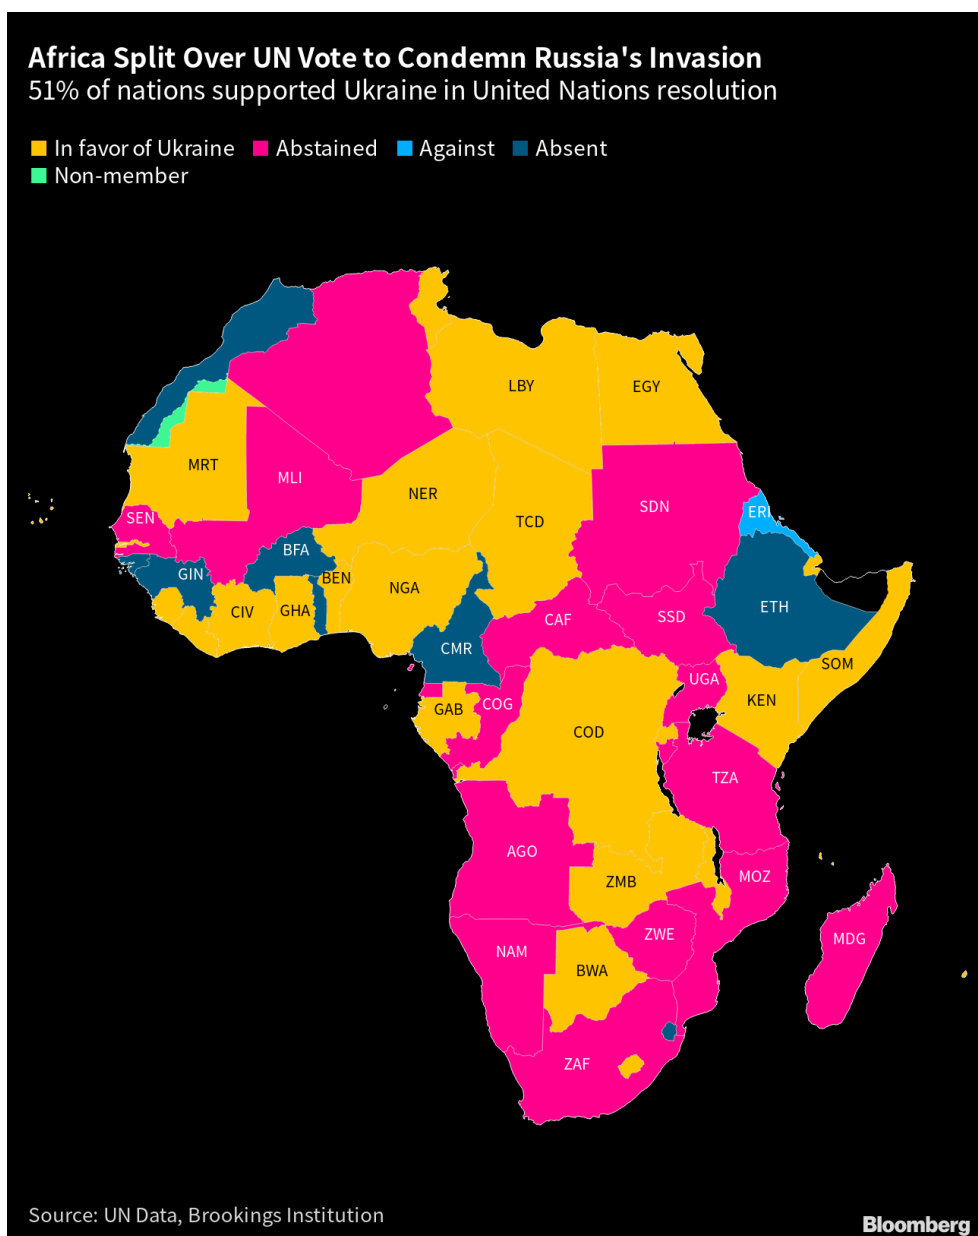 Africa Split Over UN Vote to Condemn Russia's Invasion
51% of nations supported Ukraine in United Nations resolution
In favor of Ukraine
Abstained
Against
Absent
Non-member
LBY
EGY
MRT
MLI
NER
TCD
SDN
ERI
SEN
BFA
GIN
BEN
NGA
CIV
GHA
ETH
CAF
SSD
CMR
SOM
UGA
KEN
GAB
COG
COD
TZA
AGO
ZMB
MOZ
ZWE
MDG
NAM
BWA
ZAF
Source: UN Data, Brookings Institution
Bloomberg